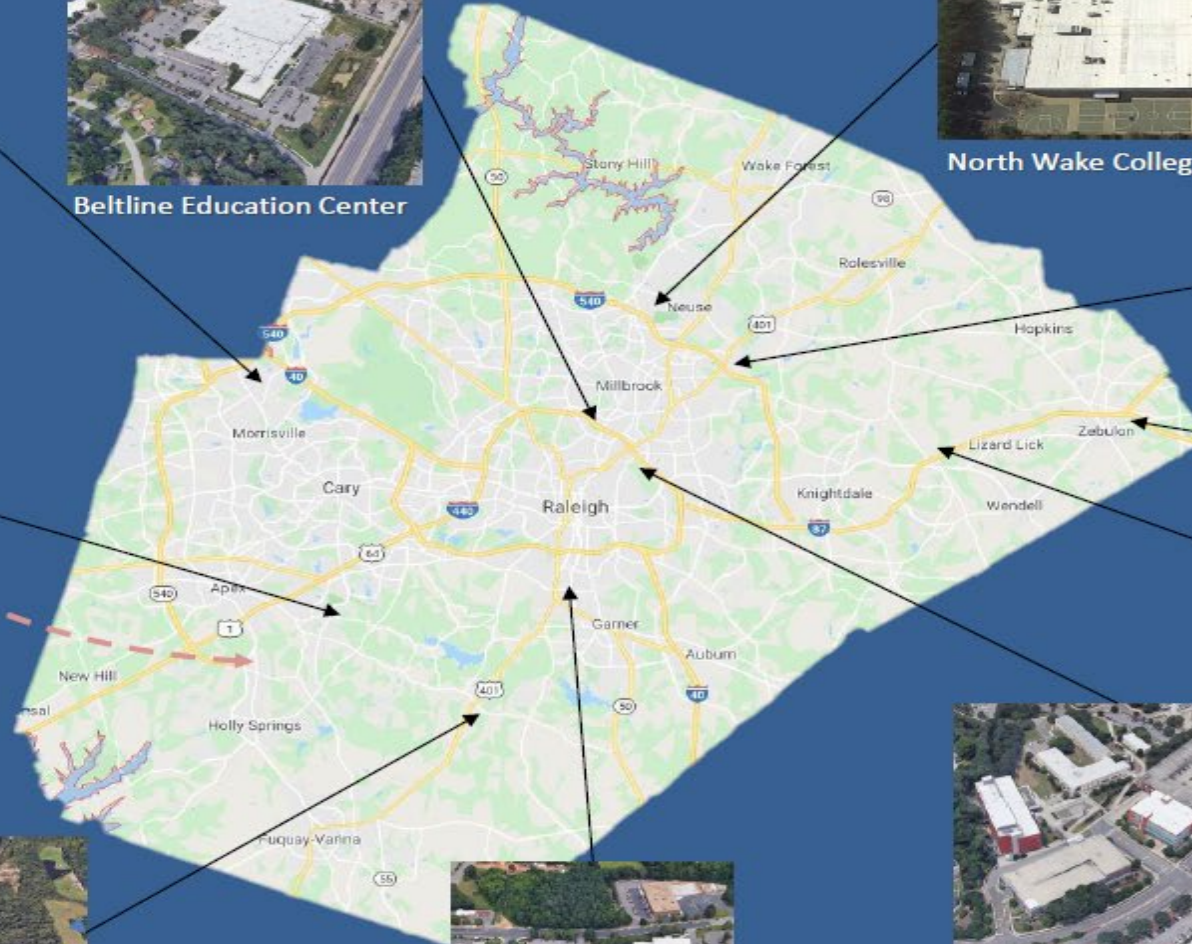 Beltline Education Center
North Wake Colleg
50
Stony Hill
Wake Forest
98
Rolesville
540
Neuse
401
Hopkins
540
40
Millbrook
Morrisville
Zebulon
Lizard Lick
Cary
Knightdale
Raleigh
Wendell
440
87
64
540
Apex
1
Garner
Auburn
New Hill
401
40
50
nsal
Holly Springs
Fuquay-Varina
55